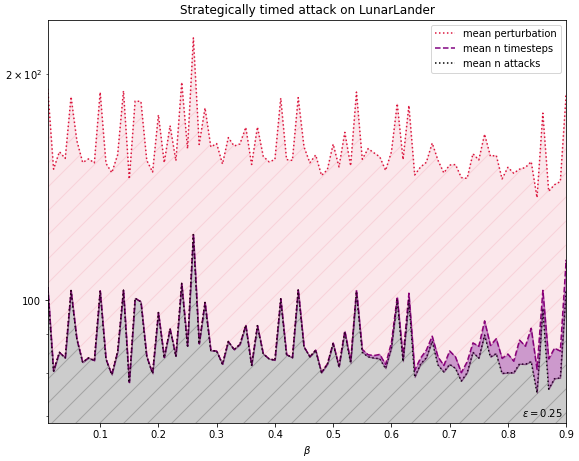 Strategically timed attack on LunarLander
mean perturbation
mean n timesteps
mean n attacks
2 × 10²
100
ε = 0.25
0.1 0.2 0.3 0.4 0.5 0.6 0.7 0.8 0.9
β